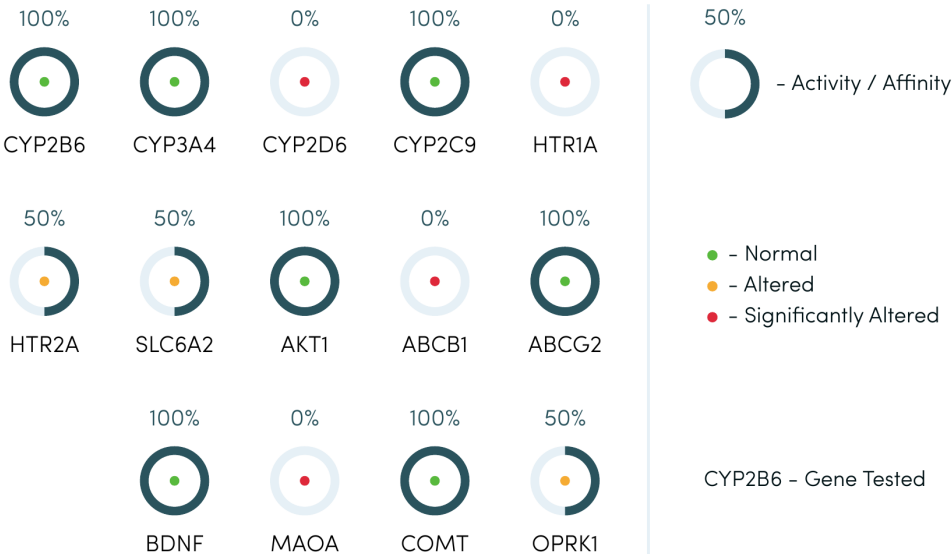 100% 100% 0% 100% 0%
CYP2B6 CYP3A4 CYP2D6 CYP2C9 HTR1A
50% 50% 100% 0% 100%
HTR2A SLC6A2 AKT1 ABCB1 ABCG2
100% 0% 100% 50%
BDNF MAOA COMT OPRK1
50%
- Activity / Affinity
- Normal
- Altered
- Significantly Altered
CYP2B6 - Gene Tested